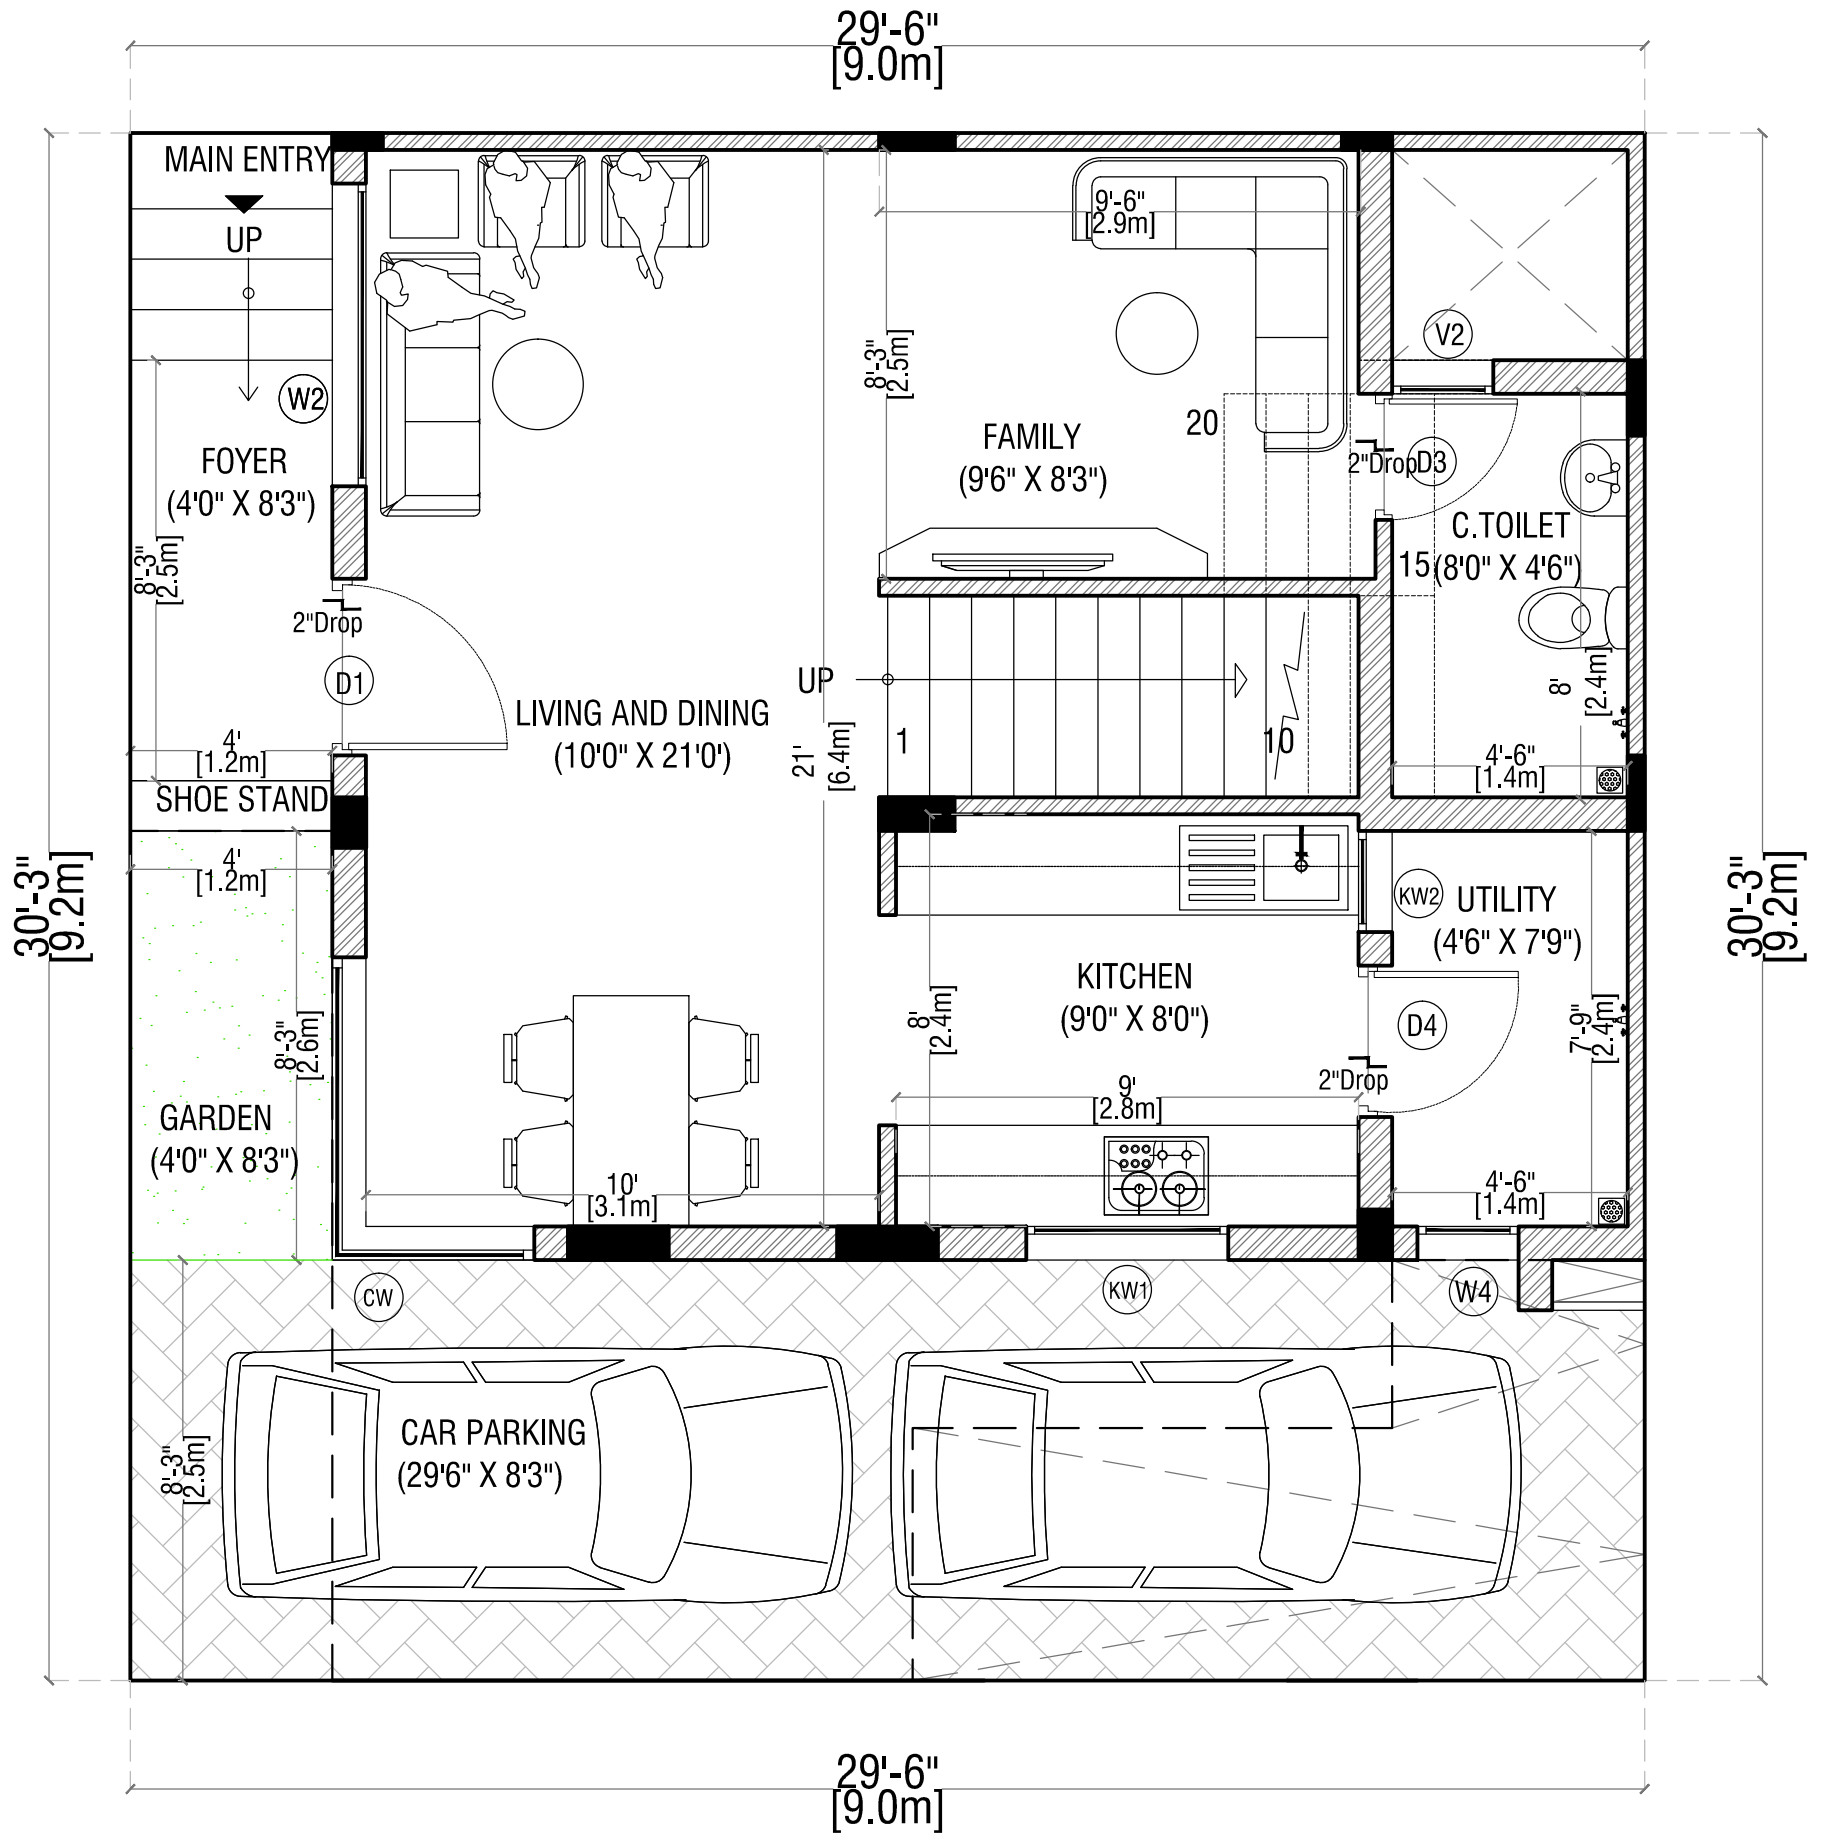 29'-6"
[9.0m]
MAIN ENTRY
UP
9'-6"
[2.9m]
V2
8'-3"
[2.5m]
W2
20
FAMILY
(9'6" X 8'3")
FOYER
(4'0" X 8'3")
2"Drop
D3
C.TOILET
15
(8'0" X 4'6")
8'-3"
[2.5m]
2"Drop
D1
UP
8'
[2.4m]
LIVING AND DINING
(10'0" X 21'0')
1
10
21'
[6.4m]
4'
[1.2m]
4'-6"
[1.4m]
SHOE STAND
4'
[1.2m]
30'-3"
[9.2m]
30'-3"
[9.2m]
KW2
UTILITY
(4'6" X 7'9")
KITCHEN
(9'0" X 8'0")
8'
[2.4m]
D4
7'-9"
[2.4m]
8'-3"
[2.6m]
2"Drop
9'
[2.8m]
GARDEN
(4'0" X 8'3")
10'
[3.1m]
4'-6"
[1.4m]
CW
KW1
W4
CAR PARKING
(29'6" X 8'3")
8'-3"
[2.5m]
29'-6"
[9.0m]